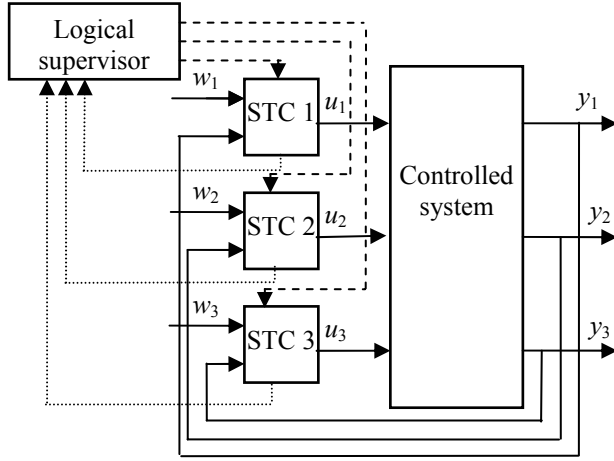 Logical
supervisor
w1
u1
y1
STC 1
Controlled
system
w2
u2
y2
STC 2
w3
u3
y3
STC 3